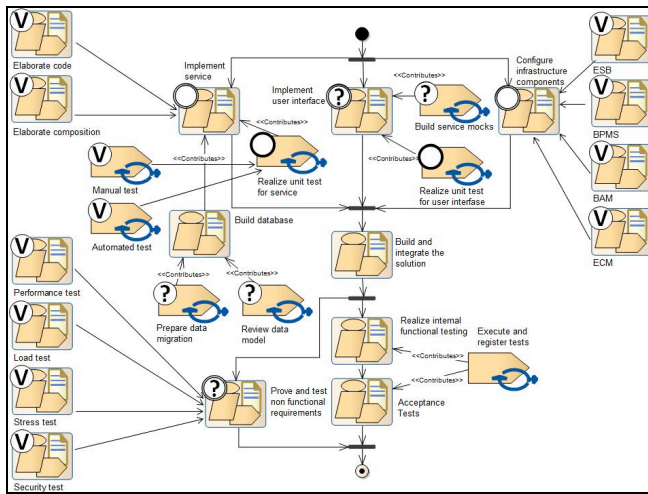 V
Elaborate code
V
Elaborate composition
Implement
service
<<Contributes>>
Implement
user interface
?
<<Contributes>>
?
Build service mocks
Configure
infrastructure
components
V
ESB
V
BPMS
V
BAM
V
ECM
<<Contributes>>
V
Manual test
Realize unit test
for service
<<Contributes>>
Realize unit test
for user interfase
V
Automated test
Build database
<<Contributes>>
<<Contributes>>
?
Prepare data
migration
?
Review data
model
Build and
integrate the
solution
V
Performance test
V
Load test
V
Stress test
V
Security test
?
Prove and test
non functional
requirements
Realize internal
functional testing
Execute and
register tests
<<Contributes>>
<<Contributes>>
Acceptance
Tests